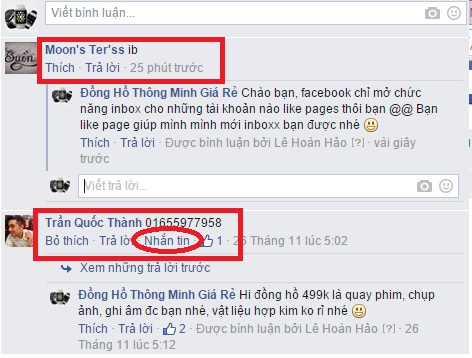 Viết bình luận...
Moon's Ter'ss ib
Thích · Trả lời · 25 phút trước
Đồng Hồ Thông Minh Giá Rẻ Chào bạn, facebook chỉ mở chức
năng inbox cho những tài khoản nào like pages thôi bạn @@ Bạn
like page giúp mình mình mới inboxx bạn được nhé
Thích · Trả lời · Được bình luận bởi Lê Hoàn Hảo [?] · vài giây
trước
Viết trả lời...
Trần Quốc Thành 01655977958
Bỏ thích · Trả lời · Nhắn tin · 1 · 26 Tháng 11 lúc 5:02
Xem những trả lời trước
Đồng Hồ Thông Minh Giá Rẻ Hi đồng hồ 499k là quay phim, chụp
ảnh, ghi âm đc bạn nhé, vật liệu hợp kim ko rỉ nhé
Thích · Trả lời · 2 · Được bình luận bởi Lê Hoàn Hảo [?] · 26
Tháng 11 lúc 5:12